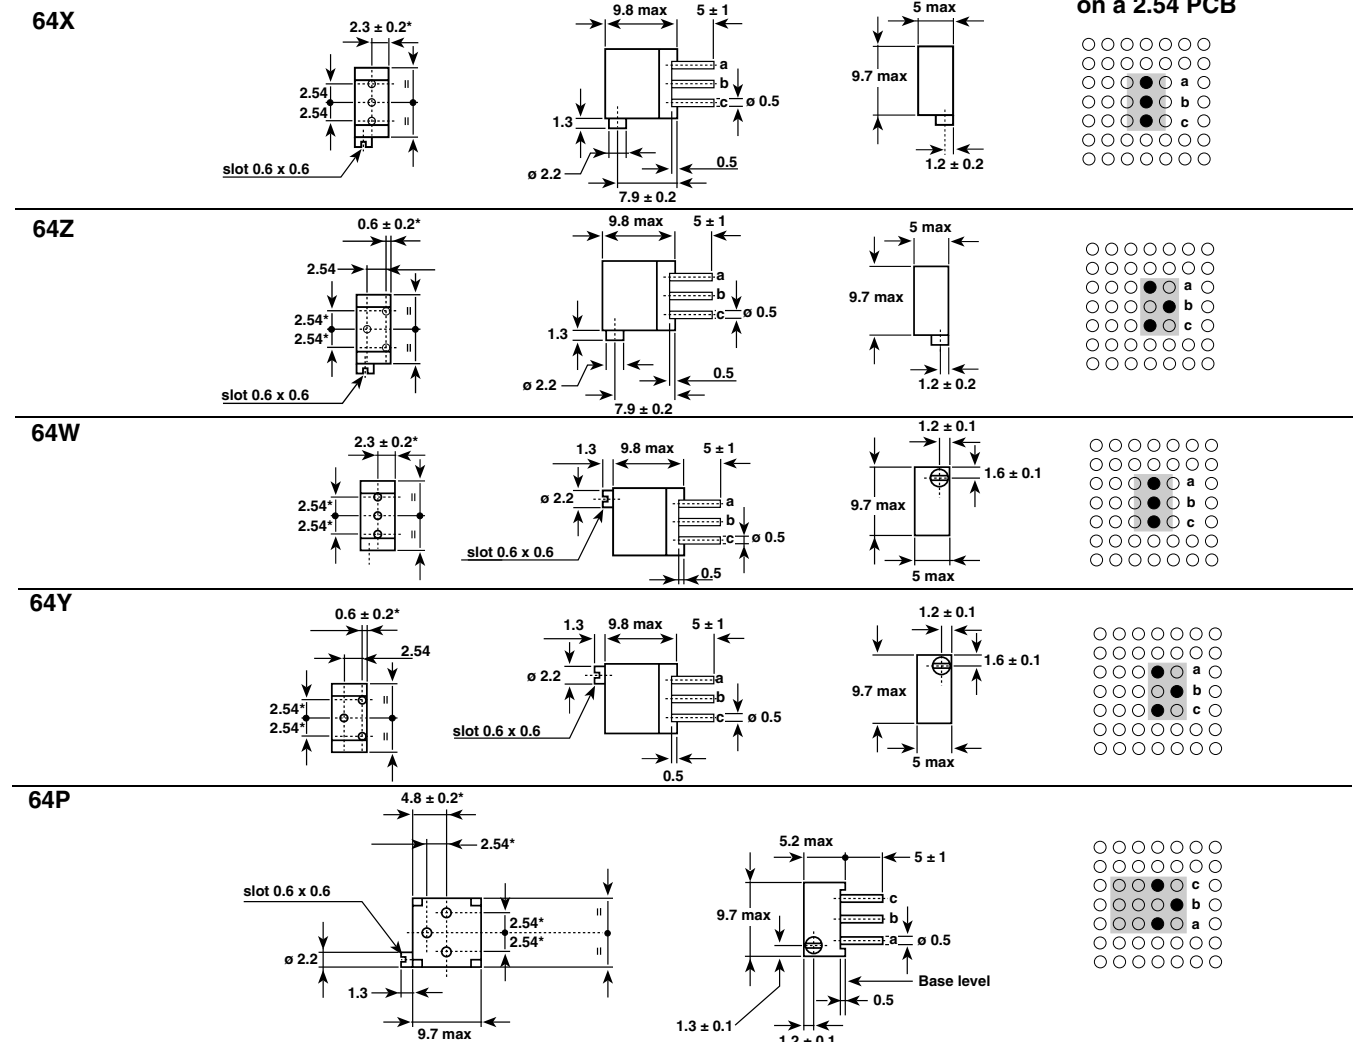 on a 2.54 PCB
64X
2.3 ± 0.2*
2.54
2.54
=
=
slot 0.6 x 0.6
9.8 max
5 ± 1
a
b
c
ø 0.5
1.3
ø 2.2
0.5
7.9 ± 0.2
5 max
9.7 max
1.2 ± 0.2
a
b
c
64Z
0.6 ± 0.2*
2.54
2.54*
2.54*
=
=
slot 0.6 x 0.6
9.8 max
5 ± 1
a
b
c
ø 0.5
1.3
ø 2.2
0.5
7.9 ± 0.2
5 max
9.7 max
1.2 ± 0.2
a
b
c
64W
2.3 ± 0.2*
2.54*
2.54*
=
=
1.3
9.8 max
5 ± 1
ø 2.2
a
b
c
ø 0.5
slot 0.6 x 0.6
0.5
1.2 ± 0.1
1.6 ± 0.1
9.7 max
5 max
a
b
c
64Y
0.6 ± 0.2*
2.54
2.54*
2.54*
=
=
1.3
9.8 max
5 ± 1
ø 2.2
a
b
c
ø 0.5
slot 0.6 x 0.6
0.5
1.2 ± 0.1
1.6 ± 0.1
9.7 max
5 max
a
b
c
64P
4.8 ± 0.2*
2.54*
slot 0.6 x 0.6
2.54*
2.54*
=
=
ø 2.2
1.3
9.7 max
5.2 max
5 ± 1
9.7 max
c
b
a
ø 0.5
Base level
0.5
1.3 ± 0.1
1.2 ± 0.1
c
b
a